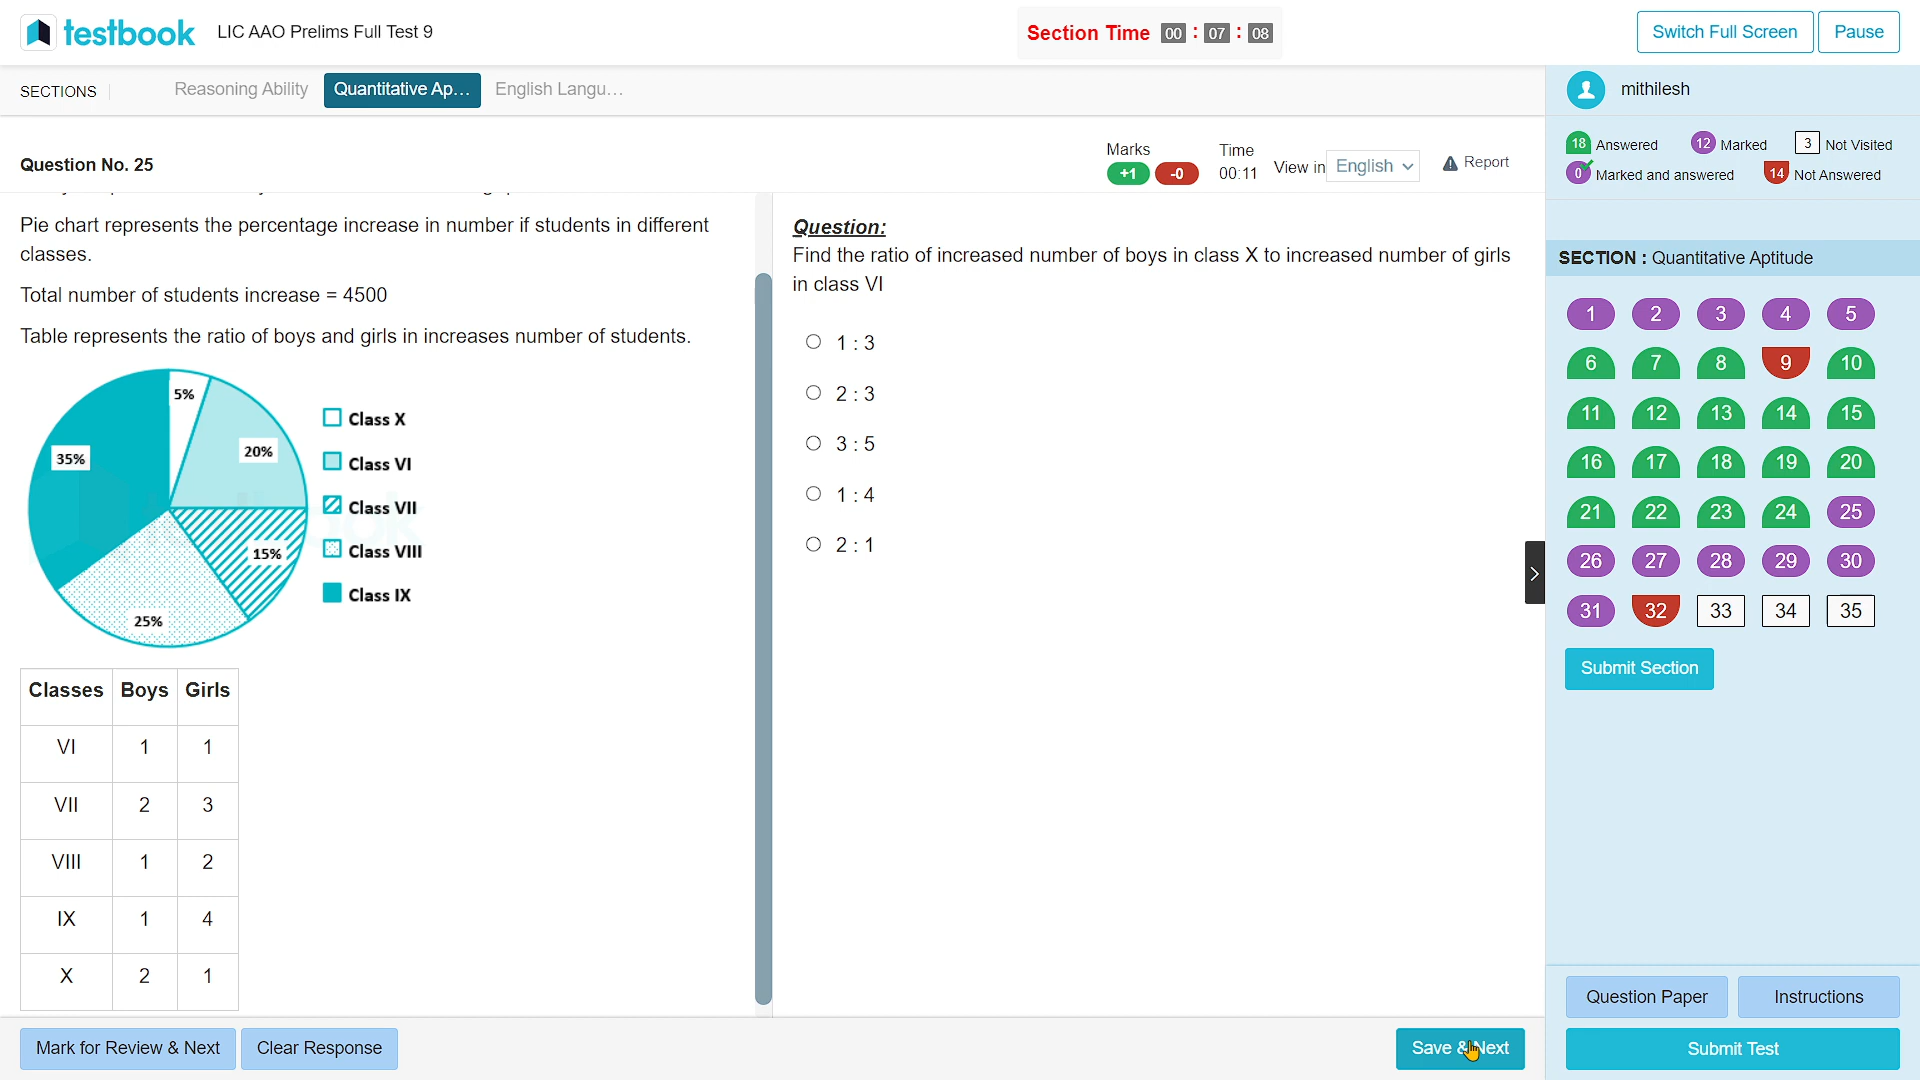 testbook
LIC AAO Prelims Full Test 9
Section Time 00 : 07 : 08
Switch Full Screen
Pause
SECTIONS
Reasoning Ability
Quantitative Ap...
English Langu...
mithilesh
18 Answered
12 Marked
3 Not Visited
0 Marked and answered
14 Not Answered
Question No. 25
Marks
+1 -0
Time
00:11
View in English
Report
Pie chart represents the percentage increase in number if students in different
classes.
Total number of students increase = 4500
Table represents the ratio of boys and girls in increases number of students.
5%
20%
15%
25%
35%
Class X
Class VI
Class VII
Class VIII
Class IX
Classes Boys Girls
VI 1 1
VII 2 3
VIII 1 2
IX 1 4
X 2 1
Question:
Find the ratio of increased number of boys in class X to increased number of girls
in class VI
1 : 3
2 : 3
3 : 5
1 : 4
2 : 1
SECTION : Quantitative Aptitude
1 2 3 4 5
6 7 8 9 10
11 12 13 14 15
16 17 18 19 20
21 22 23 24 25
26 27 28 29 30
31 32 33 34 35
Submit Section
Question Paper
Instructions
Mark for Review & Next
Clear Response
Save & Next
Submit Test